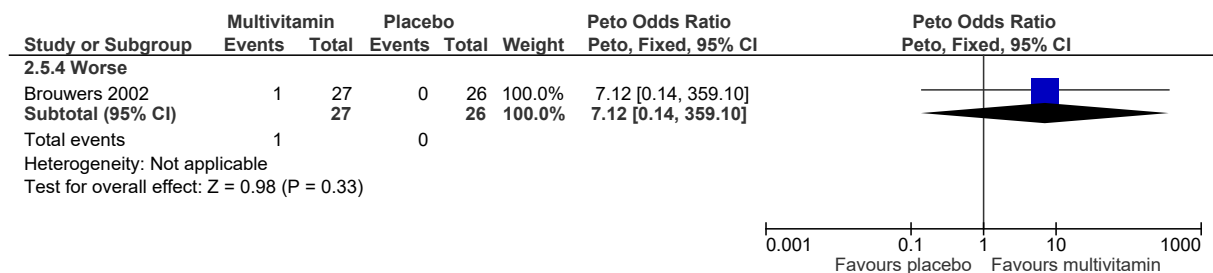 Multivitamin Placebo Peto Odds Ratio Peto Odds Ratio
Study or Subgroup Events Total Events Total Weight Peto, Fixed, 95% CI Peto, Fixed, 95% CI
2.5.4 Worse
Brouwers 2002 1 27 0 26 100.0% 7.12 [0.14, 359.10]
Subtotal (95% CI) 27 26 100.0% 7.12 [0.14, 359.10]
Total events 1 0
Heterogeneity: Not applicable
Test for overall effect: Z = 0.98 (P = 0.33)
0.001 0.1 1 10 1000
Favours placebo Favours multivitamin